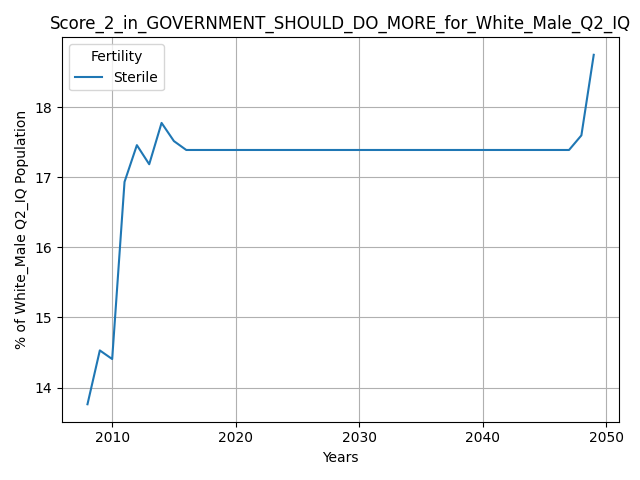 Score_2_in_GOVERNMENT_SHOULD_DO_MORE_for_White_Male_Q2_IQ
Fertility
Sterile
% of White_Male Q2_IQ Population
18
17
16
15
14
2010 2020 2030 2040 2050
Years